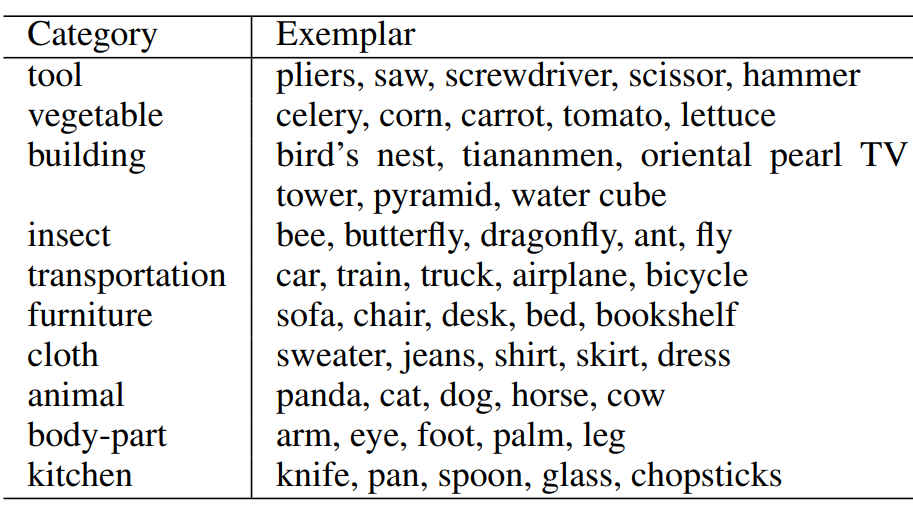 Category Exemplar
tool pliers, saw, screwdriver, scissor, hammer
vegetable celery, corn, carrot, tomato, lettuce
building bird's nest, tiananmen, oriental pearl TV
tower, pyramid, water cube
insect bee, butterfly, dragonfly, ant, fly
transportation car, train, truck, airplane, bicycle
furniture sofa, chair, desk, bed, bookshelf
cloth sweater, jeans, shirt, skirt, dress
animal panda, cat, dog, horse, cow
body-part arm, eye, foot, palm, leg
kitchen knife, pan, spoon, glass, chopsticks